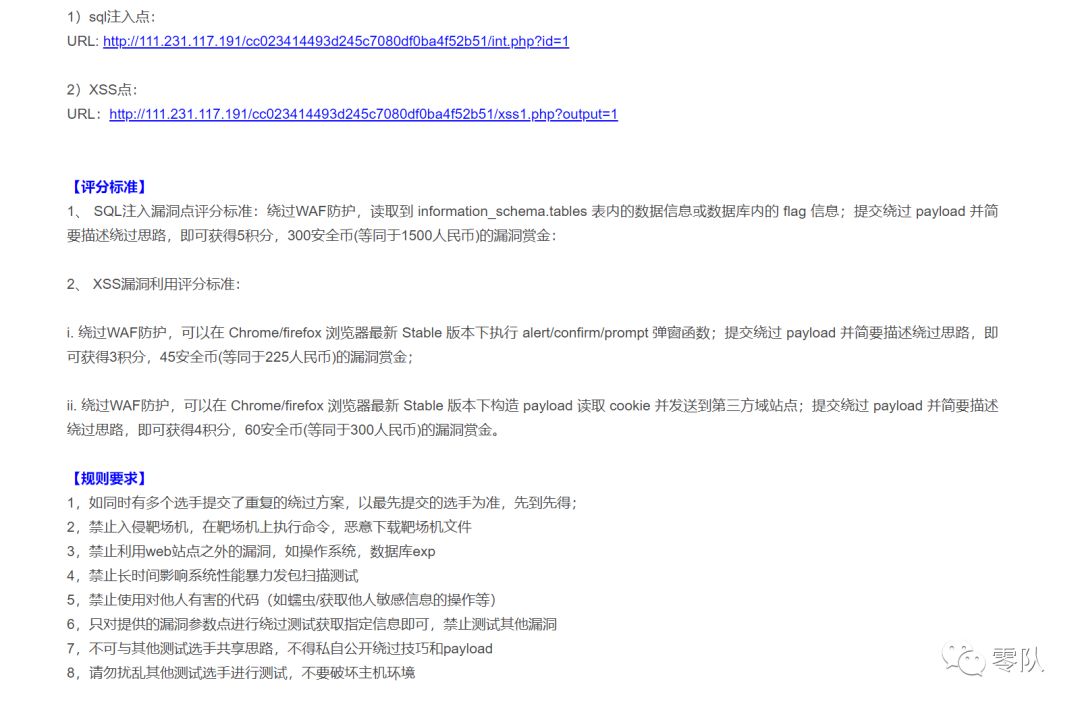 1）sql注入点：
URL: http://111.231.117.191/cc023414493d245c7080df0ba4f52b51/int.php?id=1
2）XSS点：
URL：http://111.231.117.191/cc023414493d245c7080df0ba4f52b51/xss1.php?output=1
【评分标准】
1、 SQL注入漏洞点评分标准：绕过WAF防护，读取到 information_schema.tables 表内的数据信息或数据库内的 flag 信息；提交绕过 payload 并简
要描述绕过思路，即可获得5积分，300安全币(等同于1500人民币)的漏洞赏金：
2、 XSS漏洞利用评分标准：
i. 绕过WAF防护，可以在 Chrome/firefox 浏览器最新 Stable 版本下执行 alert/confirm/prompt 弹窗函数；提交绕过 payload 并简要描述绕过思路，即
可获得3积分，45安全币(等同于225人民币)的漏洞赏金；
ii. 绕过WAF防护，可以在 Chrome/firefox 浏览器最新 Stable 版本下构造 payload 读取 cookie 并发送到第三方域站点；提交绕过 payload 并简要描述
绕过思路，即可获得4积分，60安全币(等同于300人民币)的漏洞赏金。
【规则要求】
1，如同时有多个选手提交了重复的绕过方案，以最先提交的选手为准，先到先得；
2，禁止入侵靶场机，在靶场机上执行命令，恶意下载靶场机文件
3，禁止利用web站点之外的漏洞，如操作系统，数据库exp
4，禁止长时间影响系统性能暴力发包扫描测试
5，禁止使用对他人有害的代码（如蠕虫/获取他人敏感信息的操作等）
6，只对提供的漏洞参数点进行绕过测试获取指定信息即可，禁止测试其他漏洞
7，不可与其他测试选手共享思路，不得私自公开绕过技巧和payload
8，请勿扰乱其他测试选手进行测试，不要破坏主机环境
零队